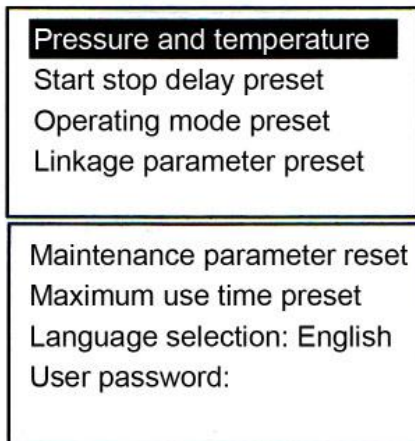 Pressure and temperature
Start stop delay preset
Operating mode preset
Linkage parameter preset
Maintenance parameter reset
Maximum use time preset
Language selection: English
User password: